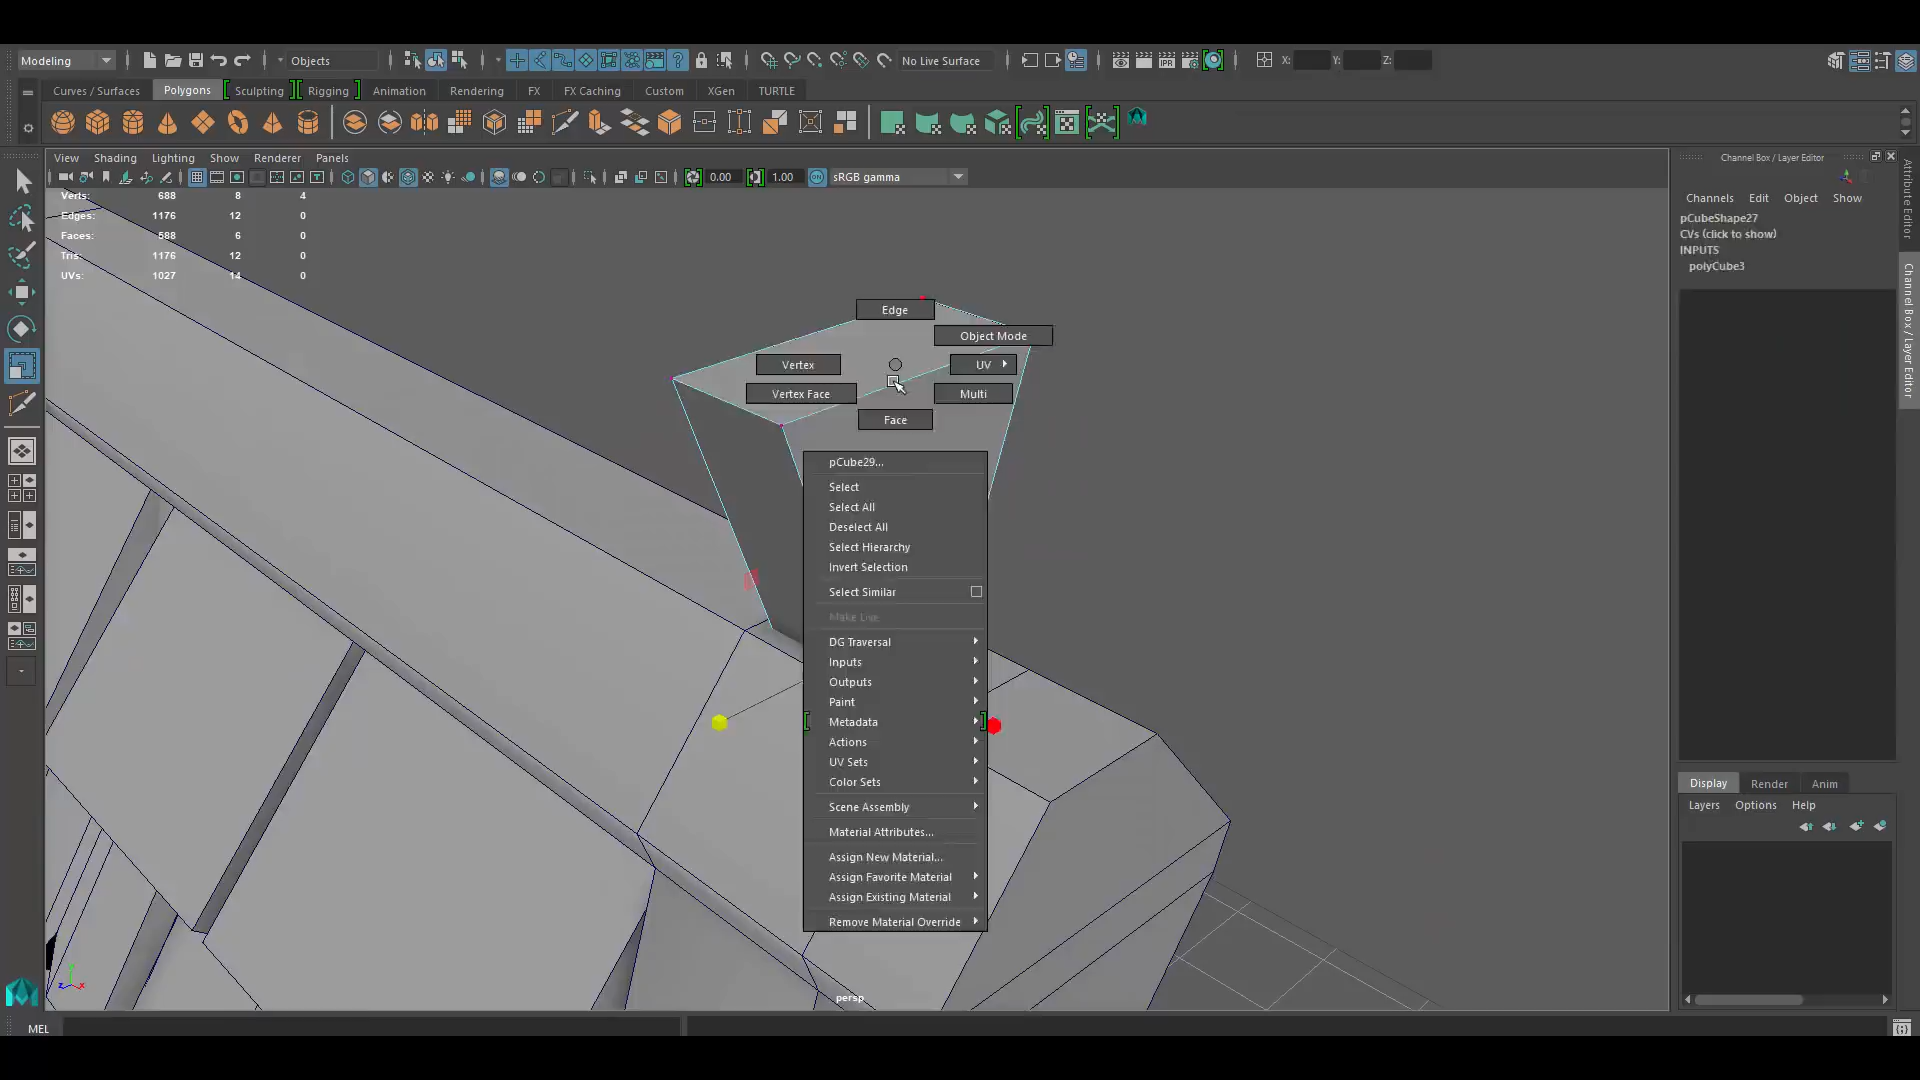 Modeling
Objects
No Live Surface
X:
Y:
Z:
Curves / Surfaces
Polygons
Sculpting
Rigging
Animation
Rendering
FX
FX Caching
Custom
XGen
TURTLE
View
Shading
Lighting
Show
Renderer
Panels
0.00
1.00
sRGB gamma
Verts: 688 8 4
Edges: 1176 12 0
Faces: 588 6 0
Tris: 1176 12 0
UVs: 1027 14 0
Edge
Object Mode
Vertex
UV
Vertex Face
Multi
Face
pCube29...
Select
Select All
Deselect All
Select Hierarchy
Invert Selection
Select Similar
Make Live
DG Traversal
Inputs
Outputs
Paint
Metadata
Actions
UV Sets
Color Sets
Scene Assembly
Material Attributes...
Assign New Material...
Assign Favorite Material
Assign Existing Material
Remove Material Override
persp
MEL
Channel Box / Layer Editor
Channels
Edit
Object
Show
pCubeShape27
CVs (click to show)
INPUTS
polyCube3
Display
Render
Anim
Layers
Options
Help
Attribute Editor
Channel Box / Layer Editor